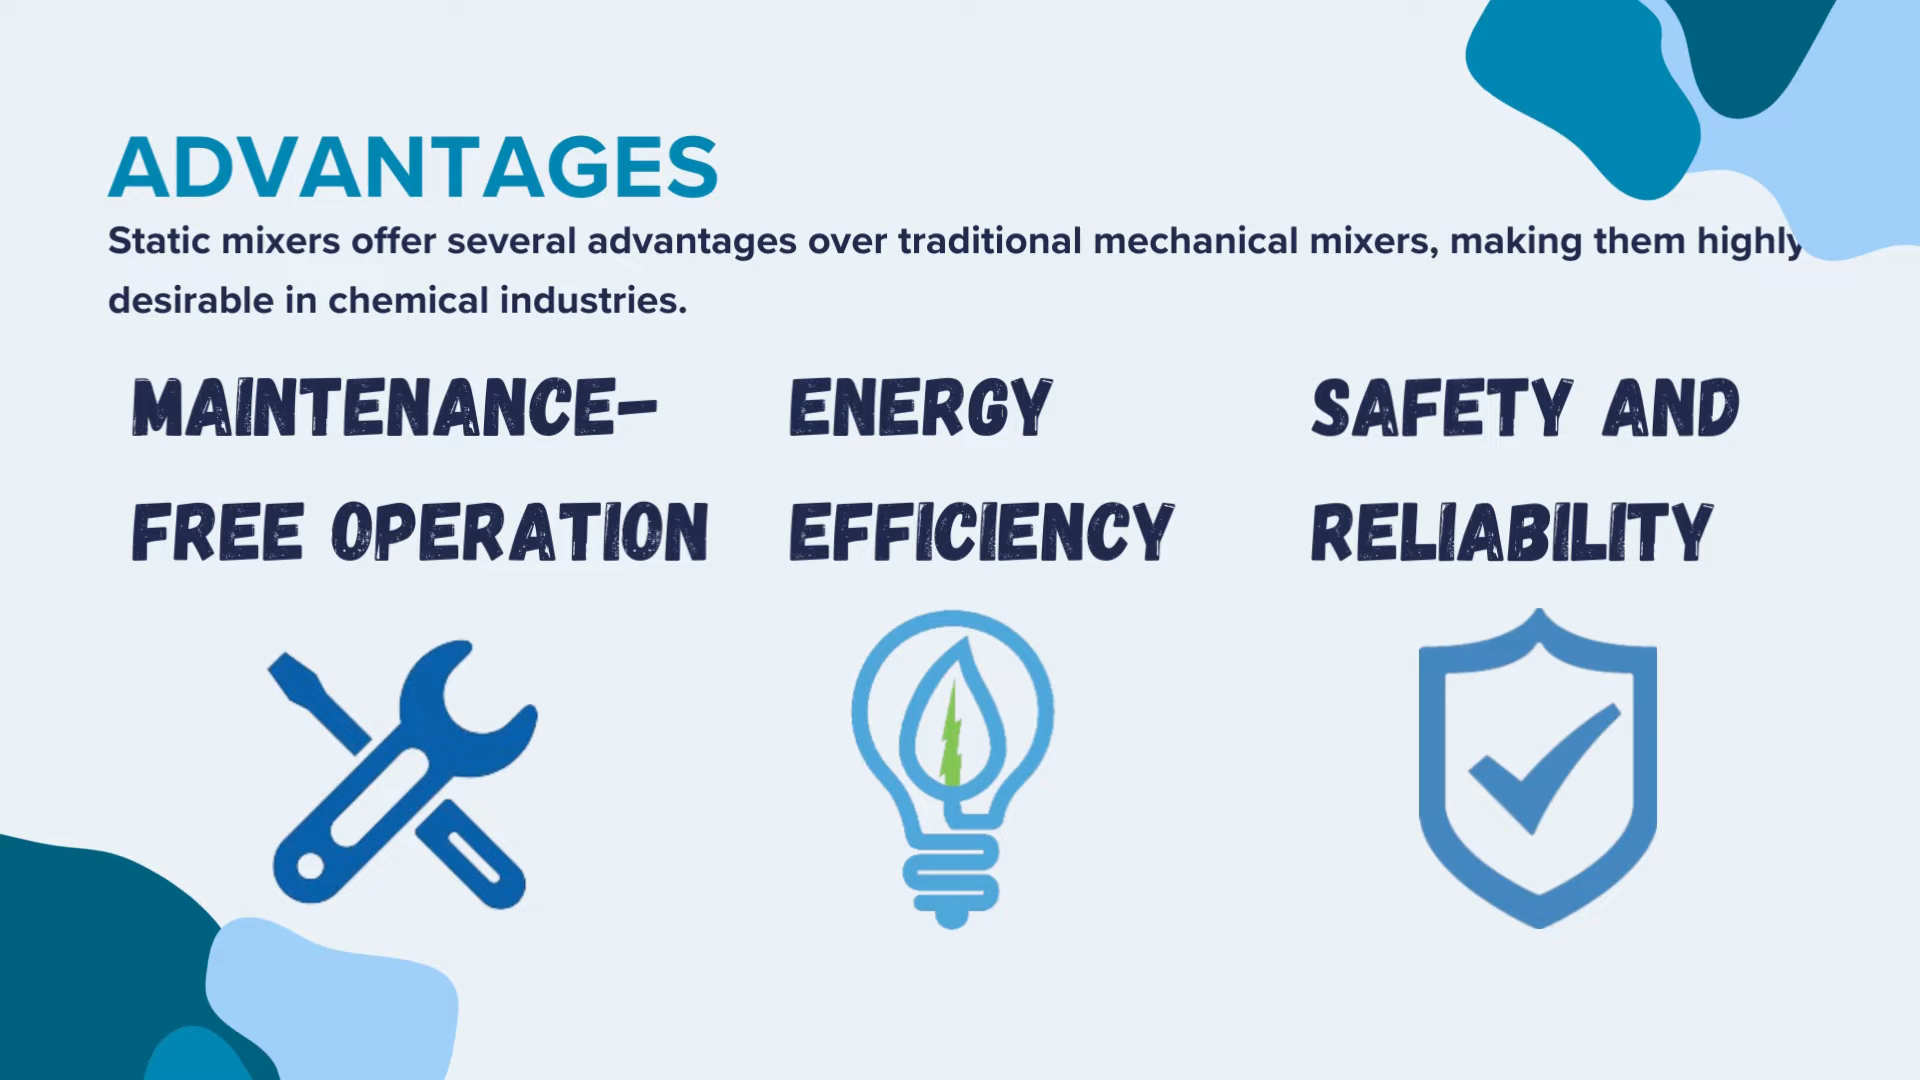 ADVANTAGES
Static mixers offer several advantages over traditional mechanical mixers, making them highly
desirable in chemical industries.
MAINTENANCE-
FREE OPERATION
ENERGY
EFFICIENCY
SAFETY AND
RELIABILITY